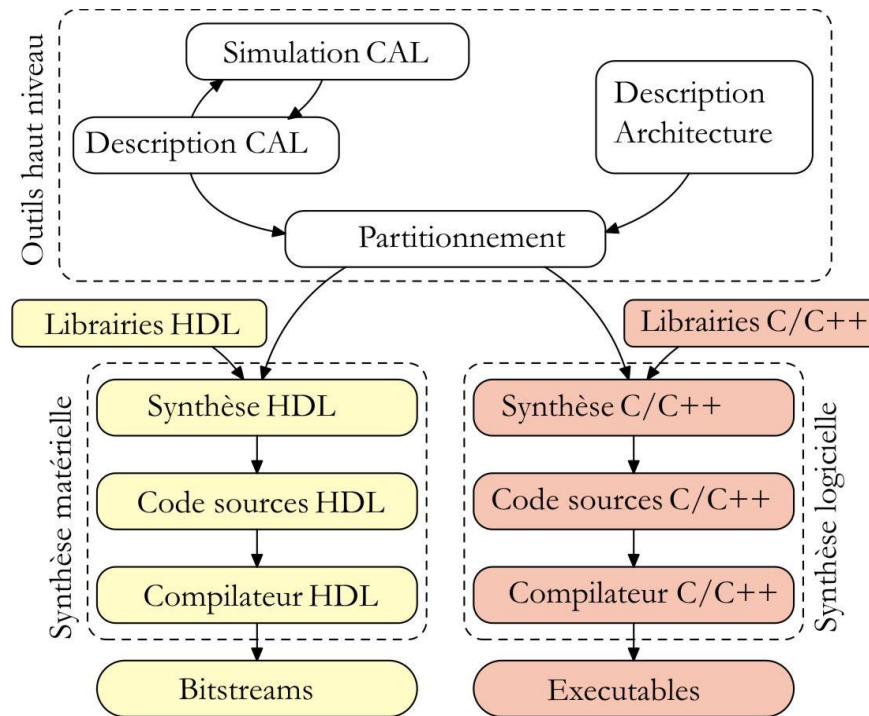 Outils haut niveau
Simulation CAL
Description CAL
Description
Architecture
Partitionnement
Librairies HDL
Librairies C/C++
Synthèse matérielle
Synthèse HDL
Code sources HDL
Compilateur HDL
Bitstreams
Synthèse C/C++
Code sources C/C++
Compilateur C/C++
Executables
Synthèse logicielle